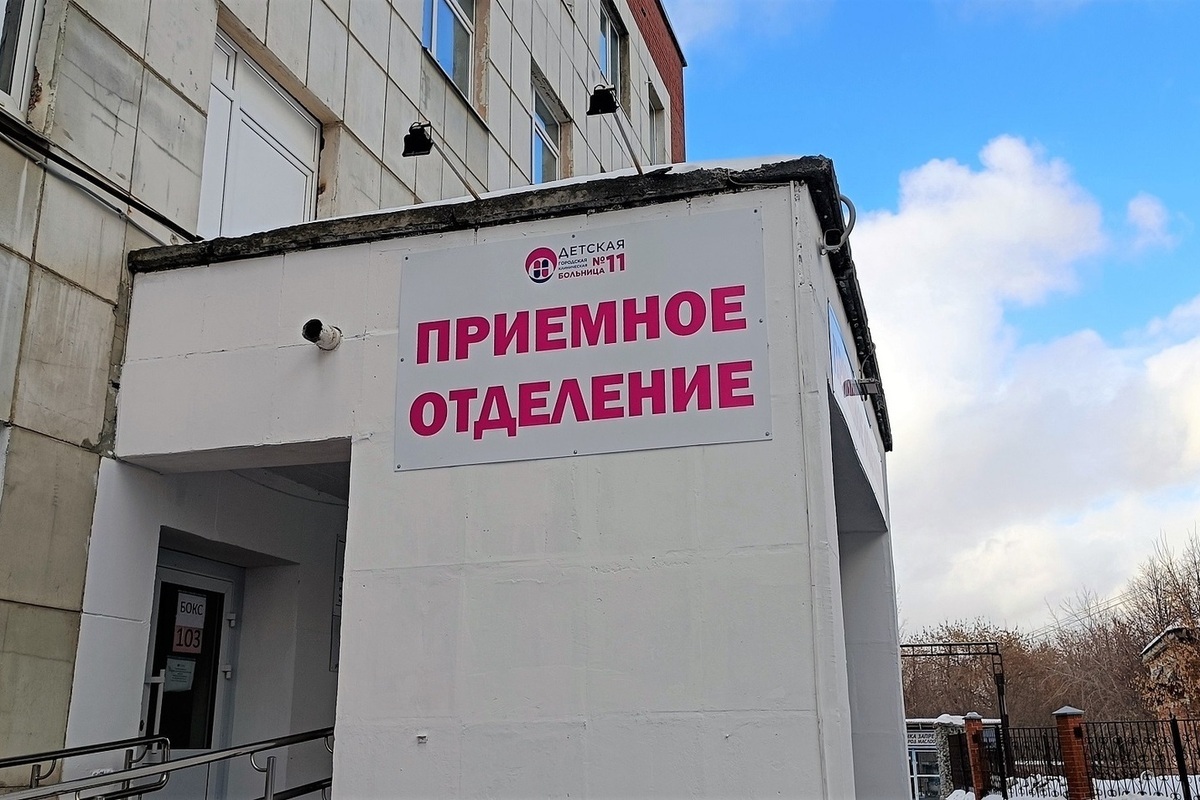 ДЕТСКАЯ
ГОРОДСКАЯ
КЛИНИЧЕСКАЯ
БОЛЬНИЦА №11
ПРИЕМНОЕ
ОТДЕЛЕНИЕ
БОКС
103